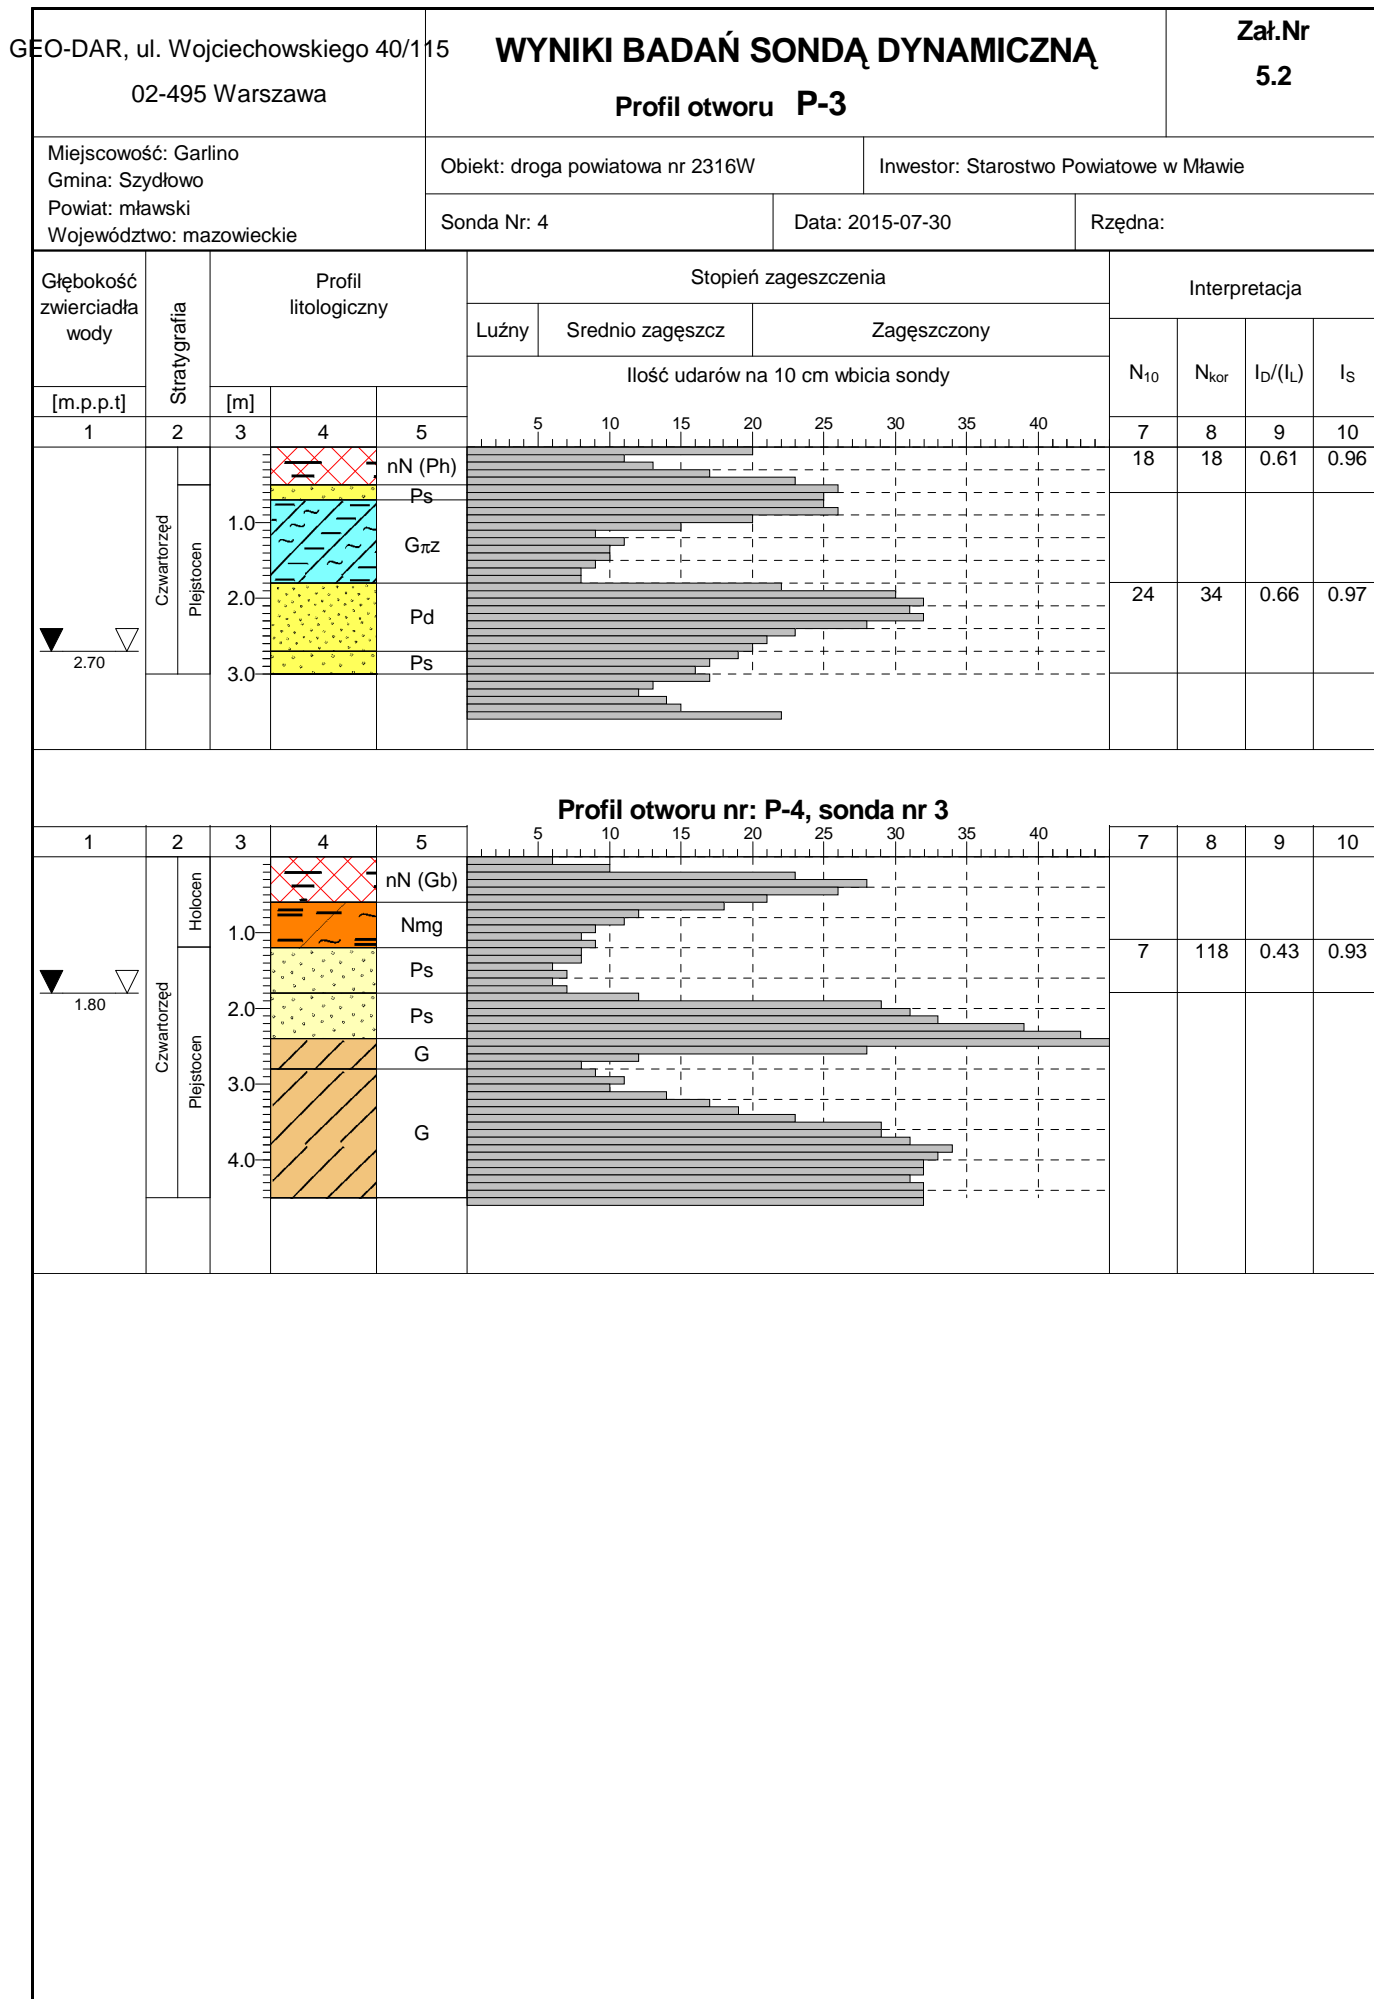 GEO-DAR, ul. Wojciechowskiego 40/115
02-495 Warszawa
WYNIKI BADAŃ SONDĄ DYNAMICZNĄ
Profil otworu P-3
Zał.Nr
5.2
Miejscowość: Garlino
Gmina: Szydłowo
Powiat: mławski
Województwo: mazowieckie
Obiekt: droga powiatowa nr 2316W
Inwestor: Starostwo Powiatowe w Mławie
Sonda Nr: 4
Data: 2015-07-30
Rzędna:
Głębokość
zwierciadła
wody
[m.p.p.t]
Stratygrafia
Profil
litologiczny
[m]
Stopień zageszczenia
Luźny
Srednio zagęszcz
Zagęszczony
Ilość udarów na 10 cm wbicia sondy
Interpretacja
N10
Nkor
ID/(IL)
IS
5 10 15 20 25 30 35 40
1 2 3 4 5 7 8 9 10
nN (Ph)
18 18 0.61 0.96
Ps
1.0
Gπz
Czwartorzęd
Plejstocen
2.0
Pd
24 34 0.66 0.97
2.70
Ps
3.0
Profil otworu nr: P-4, sonda nr 3
5 10 15 20 25 30 35 40
1 2 3 4 5 7 8 9 10
Holocen
nN (Gb)
Nmg
1.0
7 118 0.43 0.93
Ps
1.80
Czwartorzęd
Plejstocen
2.0
Ps
G
3.0
G
4.0